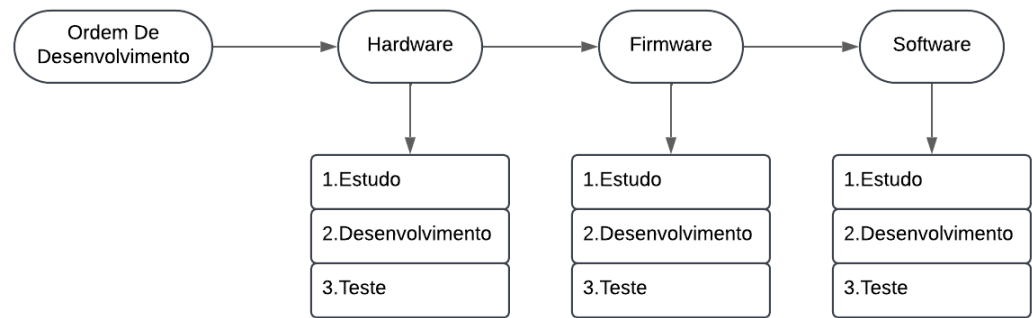 Ordem De
Desenvolvimento
Hardware
Firmware
Software
1.Estudo
2.Desenvolvimento
3.Teste
1.Estudo
2.Desenvolvimento
3.Teste
1.Estudo
2.Desenvolvimento
3.Teste